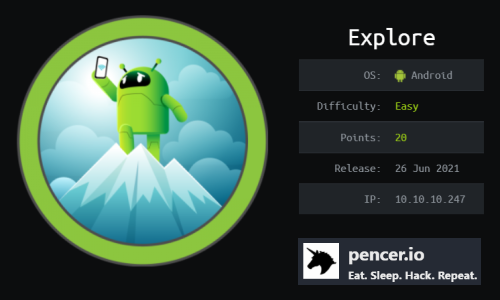 Explore
OS: Android
Difficulty: Easy
Points: 20
Release: 26 Jun 2021
IP: 10.10.10.247
pencer.io
Eat. Sleep. Hack. Repeat.